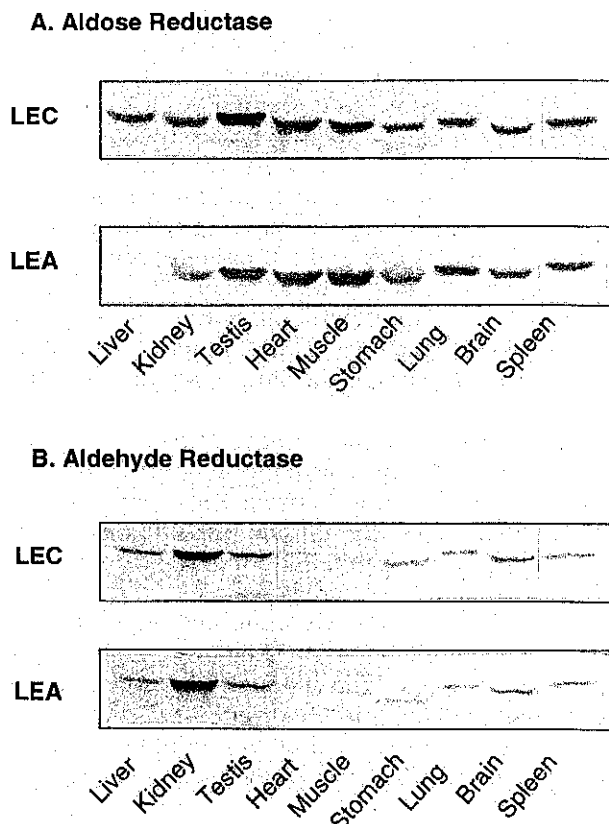 A. Aldose Reductase
LEC
LEA
Liver Kidney Testis Heart Muscle Stomach Lung Brain Spleen
B. Aldehyde Reductase
LEC
LEA
Liver Kidney Testis Heart Muscle Stomach Lung Brain Spleen